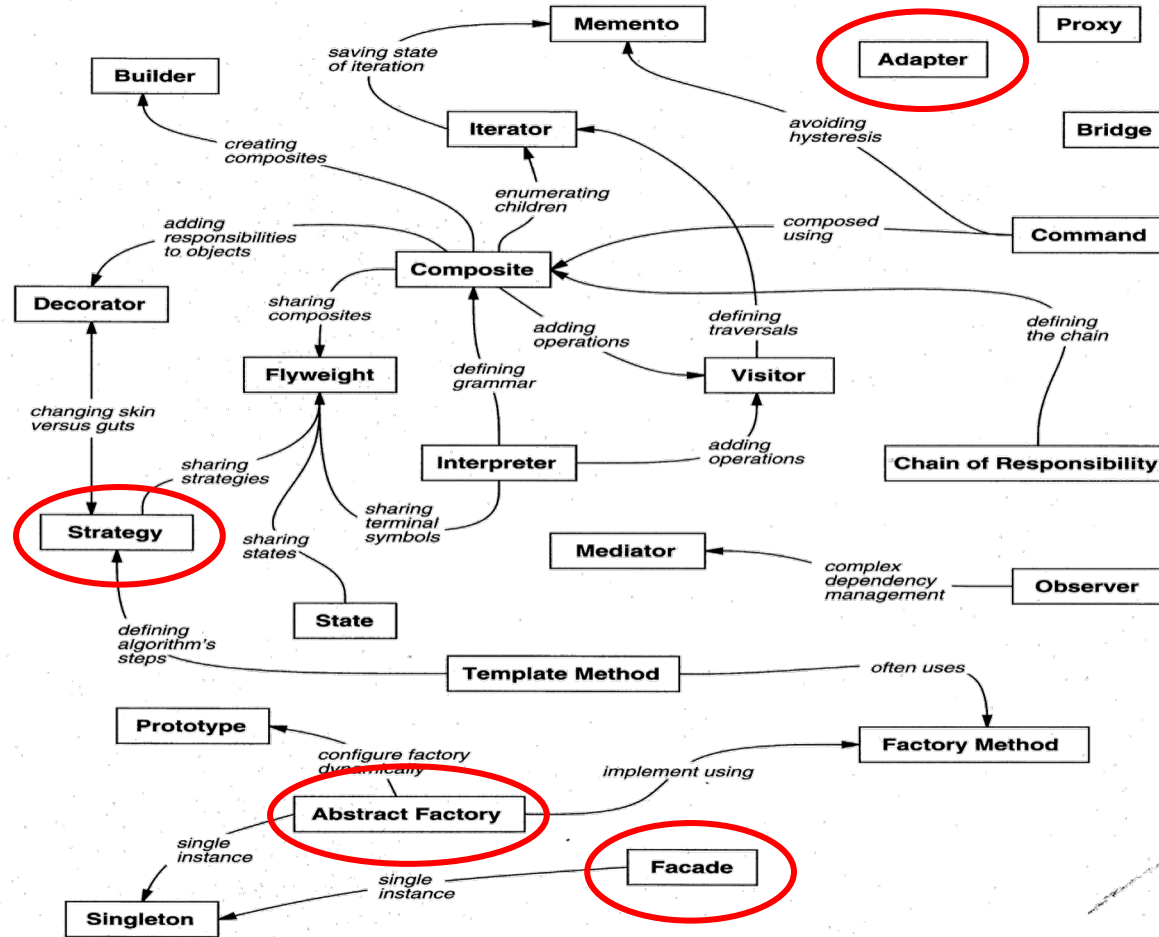 Memento
Proxy
saving state
of iteration
Adapter
Builder
avoiding
hysteresis
Iterator
Bridge
creating
composites
enumerating
children
adding
responsibilities
to objects
composed
using
Command
Composite
Decorator
sharing
composites
adding
operations
defining
traversals
defining
the chain
Flyweight
defining
grammar
Visitor
changing skin
versus guts
adding
operations
sharing
strategies
Interpreter
Chain of Responsibility
sharing
terminal
symbols
Strategy
sharing
states
Mediator
complex
dependency
management
Observer
State
defining
algorithm's
steps
Template Method
often uses
Prototype
Factory Method
configure factory
dynamically
implement using
Abstract Factory
single
instance
Facade
single
instance
Singleton